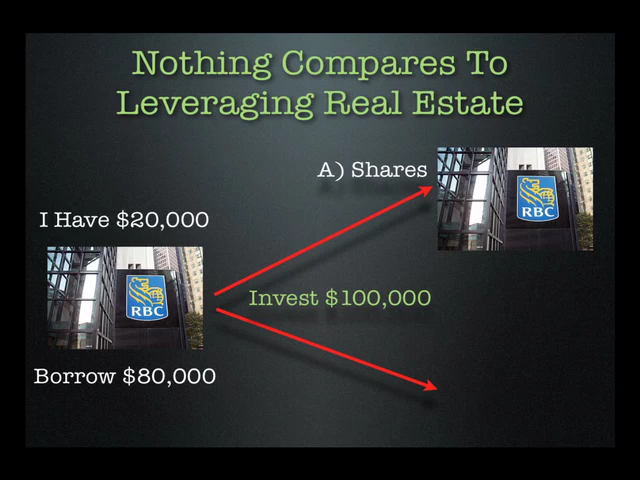 Nothing Compares To
Leveraging Real Estate
A) Shares
RBC
I Have $20,000
RBC
Invest $100,000
Borrow $80,000